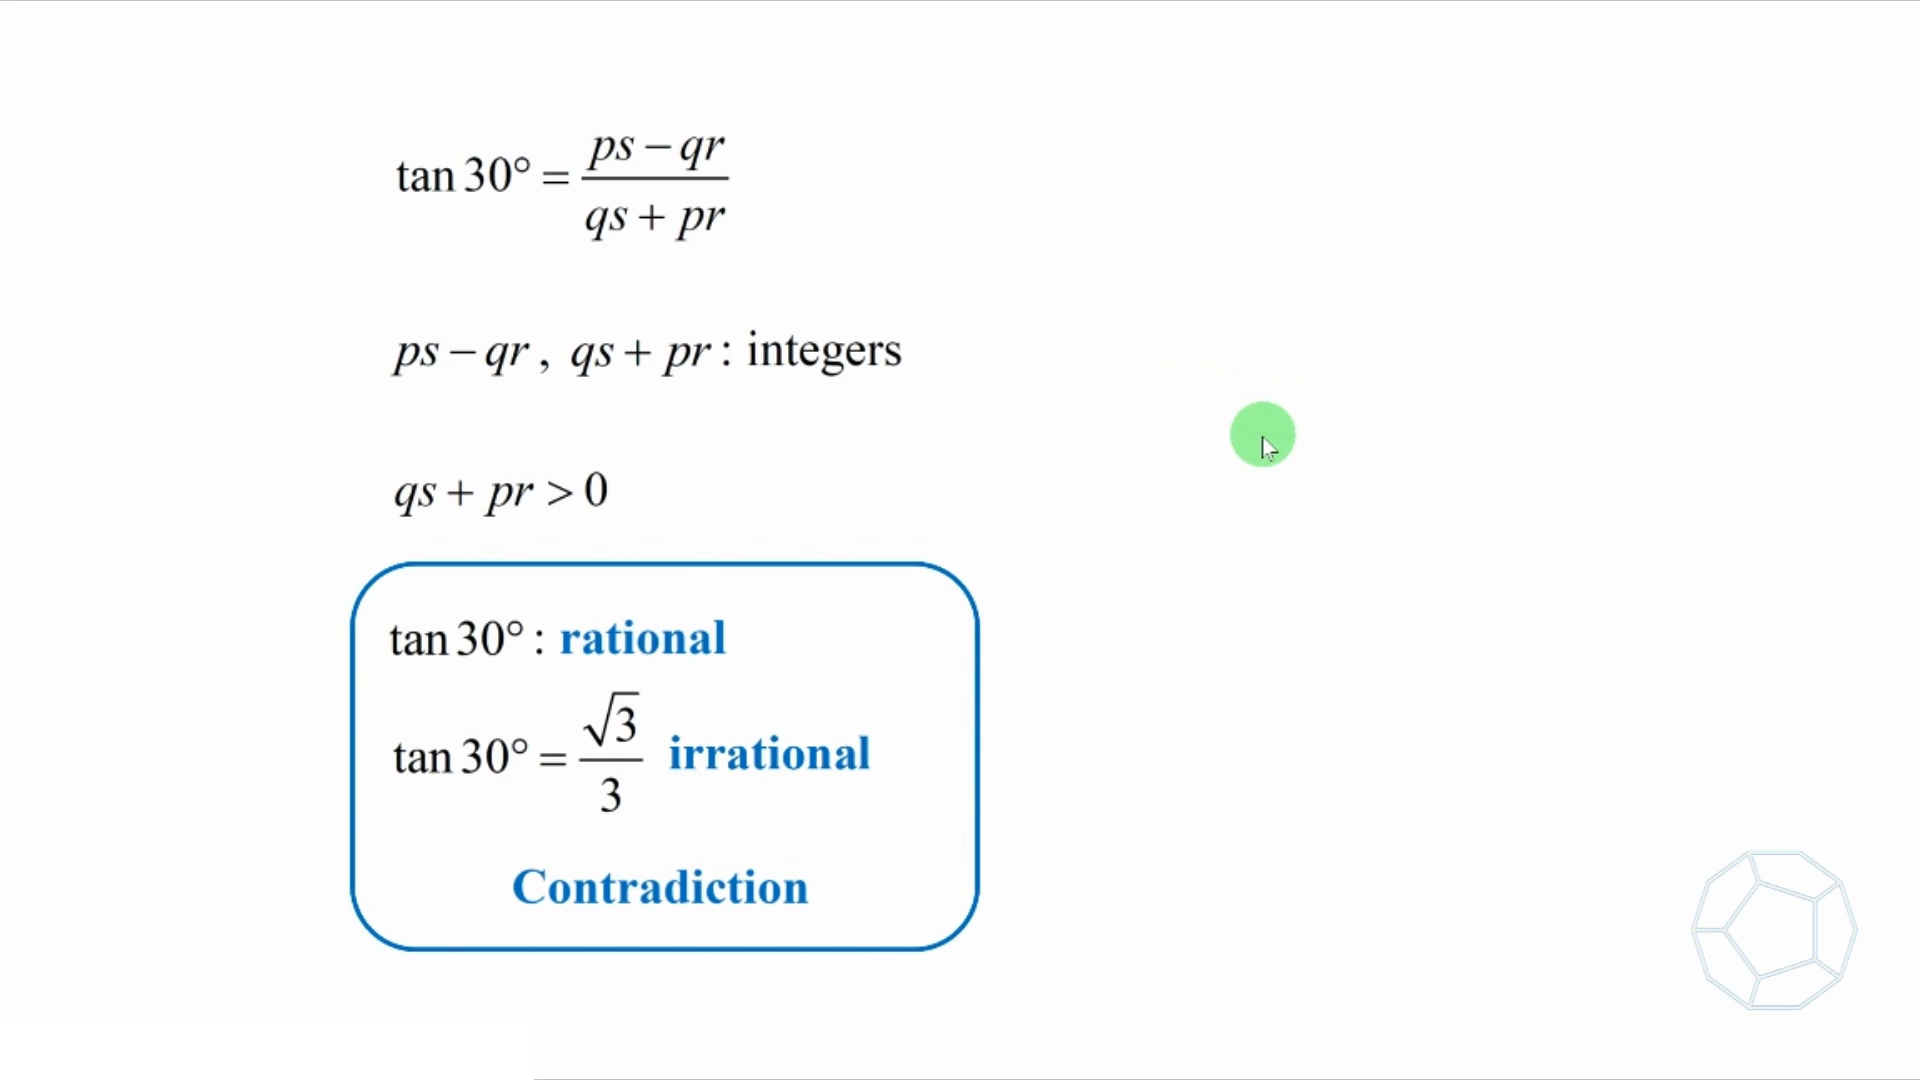 tan 30° = (ps − qr)/(qs + pr)
ps − qr , qs + pr : integers
qs + pr > 0
tan 30° : rational
tan 30° = √3/3 irrational
Contradiction